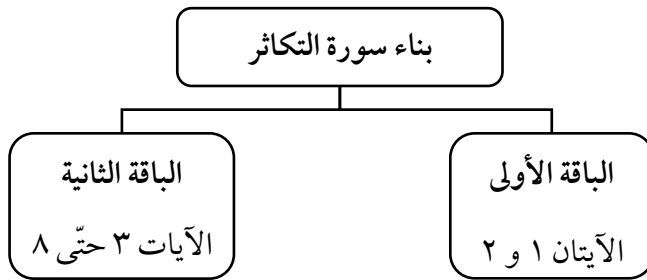 بناء سورة التكاثر
الباقة الأولى
الآيتان ١ و ٢
الباقة الثانية
الآيات ٣ حتّى ٨